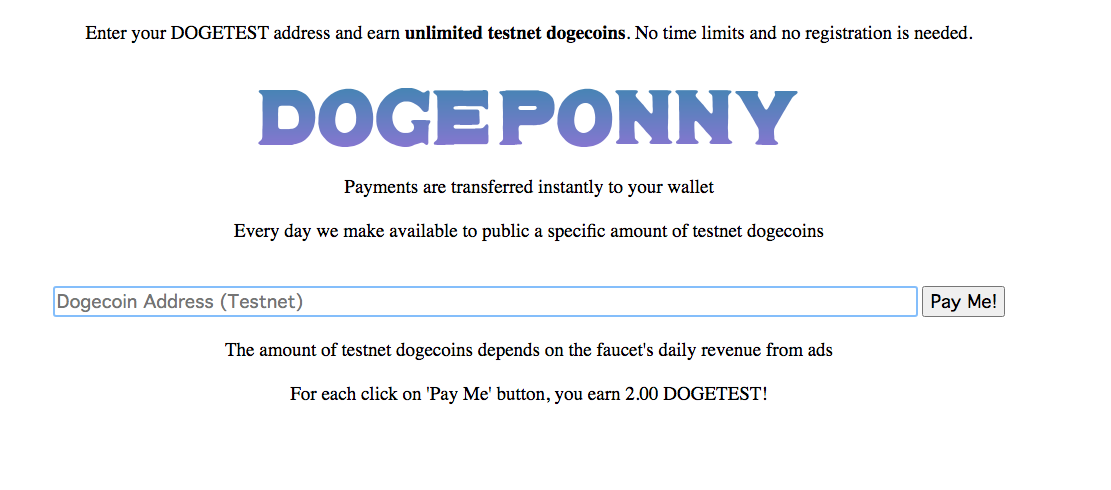 Enter your DOGETEST address and earn unlimited testnet dogecoins. No time limits and no registration is needed.
DOGEPONNY
Payments are transferred instantly to your wallet
Every day we make available to public a specific amount of testnet dogecoins
Dogecoin Address (Testnet) Pay Me!
The amount of testnet dogecoins depends on the faucet's daily revenue from ads
For each click on 'Pay Me' button, you earn 2.00 DOGETEST!